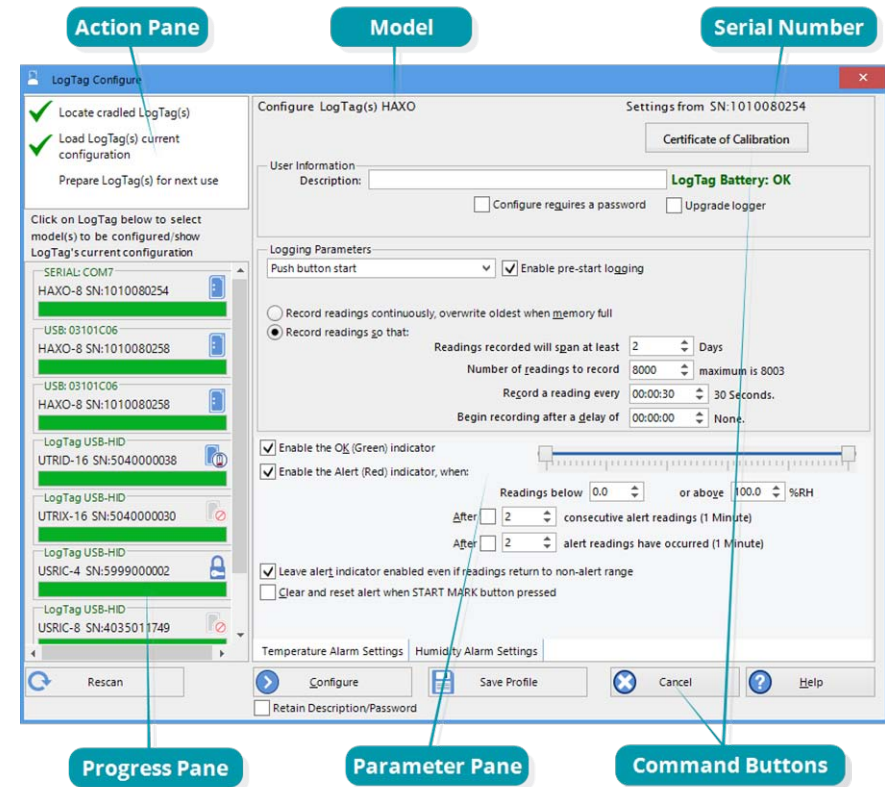 Action Pane
Model
Serial Number
LogTag Configure
Locate cradled LogTag(s)
Load LogTag(s) current
configuration
Prepare LogTag(s) for next use
Click on LogTag below to select
model(s) to be configured/show
LogTag's current configuration
SERIAL: COM7
HAXO-8 SN:1010080254
USB: 03101C06
HAXO-8 SN:1010080258
USB: 03101C06
HAXO-8 SN:1010080258
LogTag USB-HID
UTRID-16 SN:5040000038
LogTag USB-HID
UTRIX-16 SN:5040000030
LogTag USB-HID
USRIC-4 SN:5999000002
LogTag USB-HID
USRIC-8 SN:4035011749
Rescan
Configure LogTag(s) HAXO
Settings from SN:1010080254
Certificate of Calibration
User Information
Description:
LogTag Battery: OK
Configure requires a password
Upgrade logger
Logging Parameters
Push button start
Enable pre-start logging
Record readings continuously, overwrite oldest when memory full
Record readings so that:
Readings recorded will span at least 2 Days
Number of readings to record 8000 maximum is 8003
Record a reading every 00:00:30 30 Seconds.
Begin recording after a delay of 00:00:00 None.
Enable the OK (Green) indicator
Enable the Alert (Red) indicator, when:
Readings below 0.0 or above 100.0 %RH
After 2 consecutive alert readings (1 Minute)
After 2 alert readings have occurred (1 Minute)
Leave alert indicator enabled even if readings return to non-alert range
Clear and reset alert when START MARK button pressed
Temperature Alarm Settings
Humidity Alarm Settings
Configure
Save Profile
Cancel
Help
Retain Description/Password
Progress Pane
Parameter Pane
Command Buttons